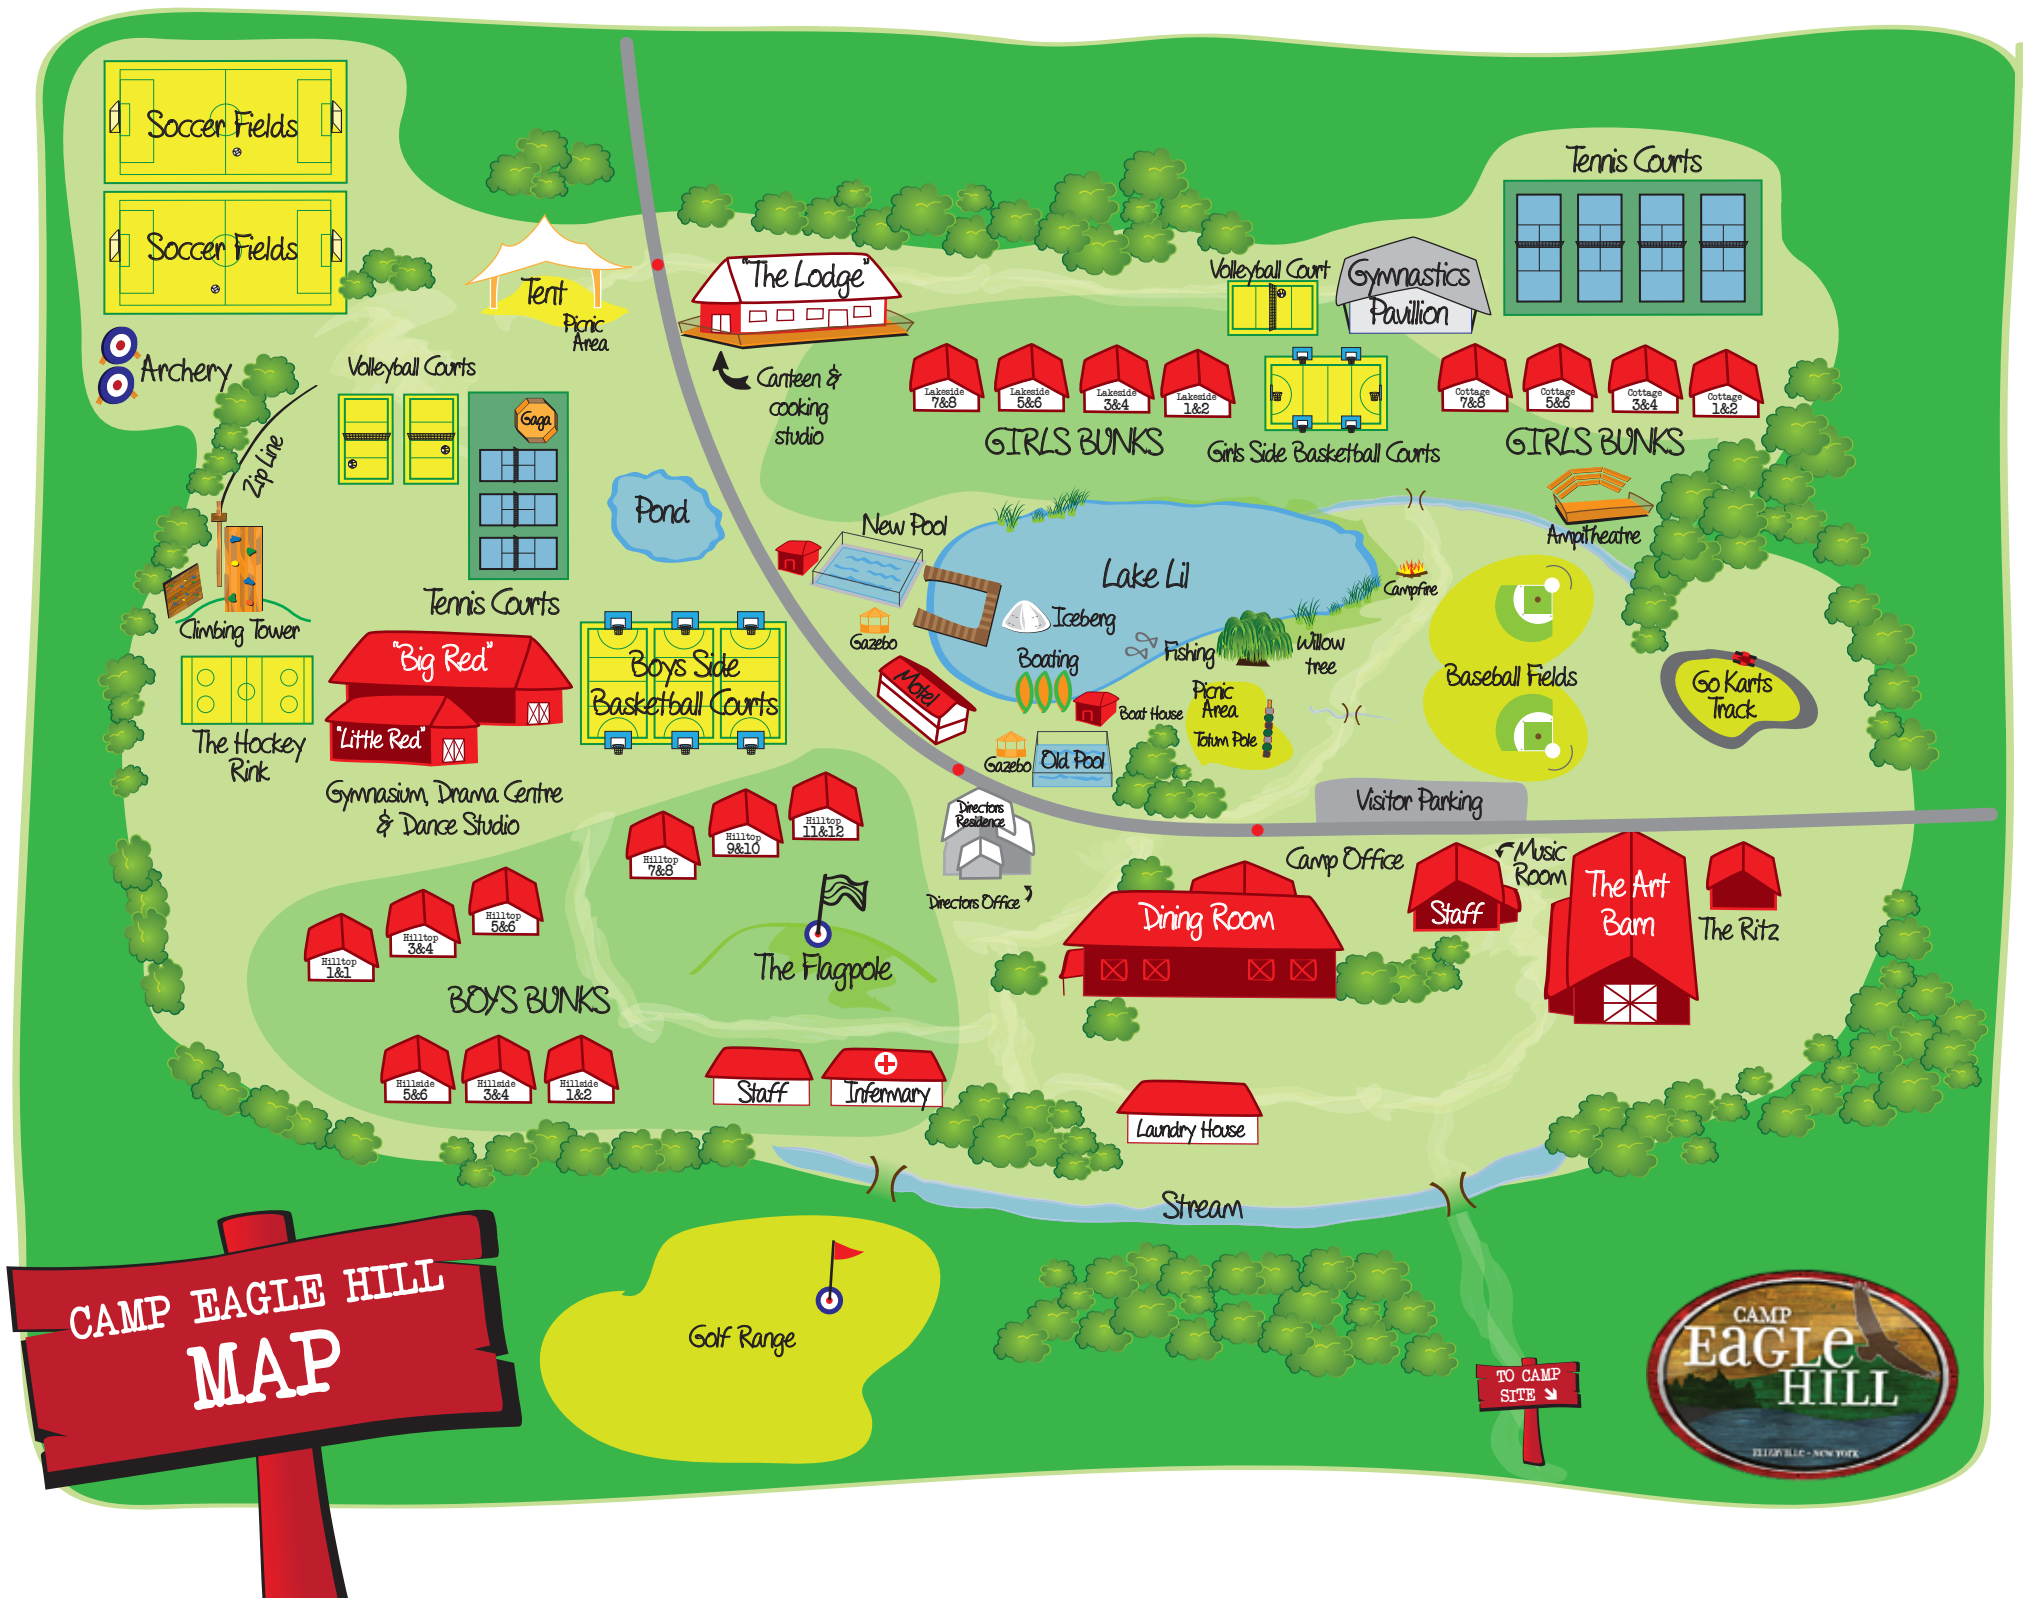 Soccer Fields
Soccer Fields
Archery
Zip Line
Climbing Tower
Volleyball Courts
Gaga
Tennis Courts
Tent
Picnic
Area
"The Lodge"
Canteen &
cooking
studio
Pond
Volleyball Court
Gymnastics
Pavillion
Tennis Courts
Lakeside
7&8
Lakeside
5&6
Lakeside
3&4
Lakeside
1&2
GIRLS BUNKS
Girls Side Basketball Courts
Cottage
7&8
Cottage
5&6
Cottage
3&4
Cottage
1&2
GIRLS BUNKS
AmpiTheatre
New Pool
Gazebo
Lake Lil
Iceberg
Boating
Fishing
Willow
tree
Campfire
Motel
Boat House
Picnic
Area
Totum Pole
Gazebo
Old Pool
Baseball Fields
Go Karts
Track
The Hockey
Rink
"Big Red"
"Little Red"
Gymnasium, Drama Centre
& Dance Studio
Boys Side
Basketball Courts
Visitor Parking
Directors
Residence
Directors Office
Camp Office
Staff
Music
Room
The Art
Barn
The Ritz
Dining Room
Hilltop
11&12
Hilltop
9&10
Hilltop
7&8
Hilltop
5&6
Hilltop
3&4
Hilltop
1&1
BOYS BUNKS
The Flagpole
Hillside
5&6
Hillside
3&4
Hillside
1&2
Staff
Infermary
Laundry House
Stream
Golf Range
CAMP EAGLE HILL
MAP
TO CAMP
SITE
CAMP
EaGLe
HILL
ELIZAVILLE - NEW YORK